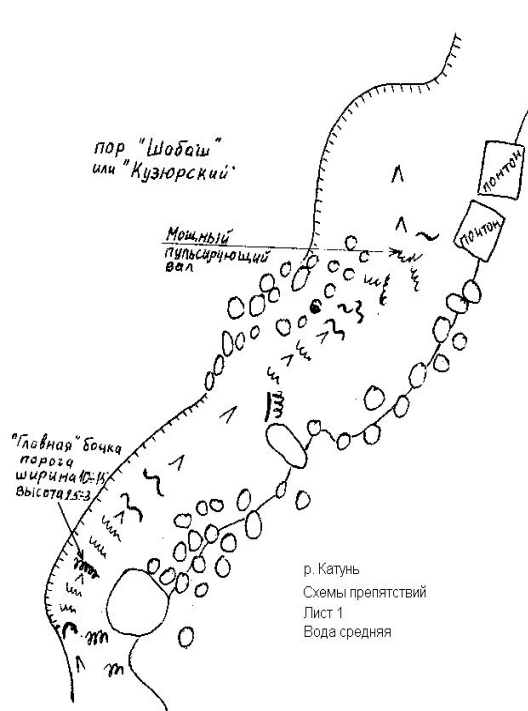 пор "Шабаш"
или "Кузюрский"
понтон
понтон
Мощный
пульсирующий
вал
"Главная" бочка
порога
ширина 10-15
высота 2.5-3
р. Катунь
Схемы препятствий
Лист 1
Вода средняя